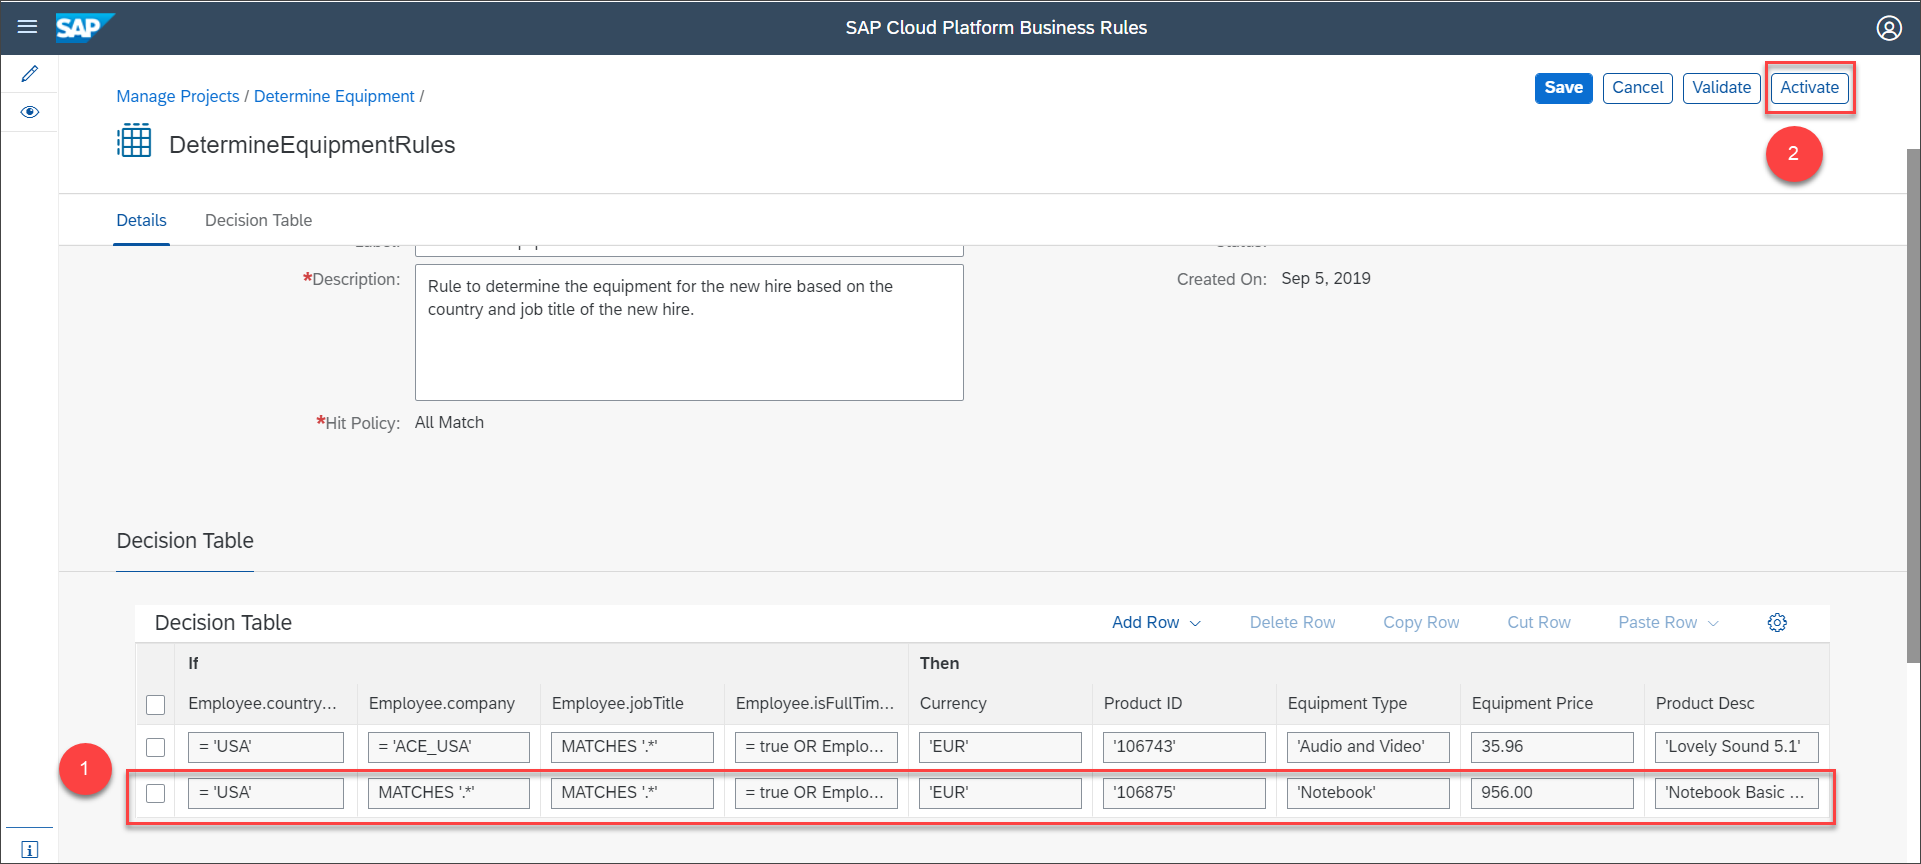 SAP
SAP Cloud Platform Business Rules
Manage Projects / Determine Equipment /
Save
Cancel
Validate
Activate
DetermineEquipmentRules
2
Details
Decision Table
*Description:
Rule to determine the equipment for the new hire based on the
country and job title of the new hire.
Created On: Sep 5, 2019
*Hit Policy: All Match
Decision Table
Decision Table
Add Row
Delete Row
Copy Row
Cut Row
Paste Row
If
Then
Employee.country...
Employee.company
Employee.jobTitle
Employee.isFullTim...
Currency
Product ID
Equipment Type
Equipment Price
Product Desc
= 'USA'
= 'ACE_USA'
MATCHES '.*'
= true OR Emplo...
'EUR'
'106743'
'Audio and Video'
35.96
'Lovely Sound 5.1'
1
= 'USA'
MATCHES '.*'
MATCHES '.*'
= true OR Emplo...
'EUR'
'106875'
'Notebook'
956.00
'Notebook Basic ...